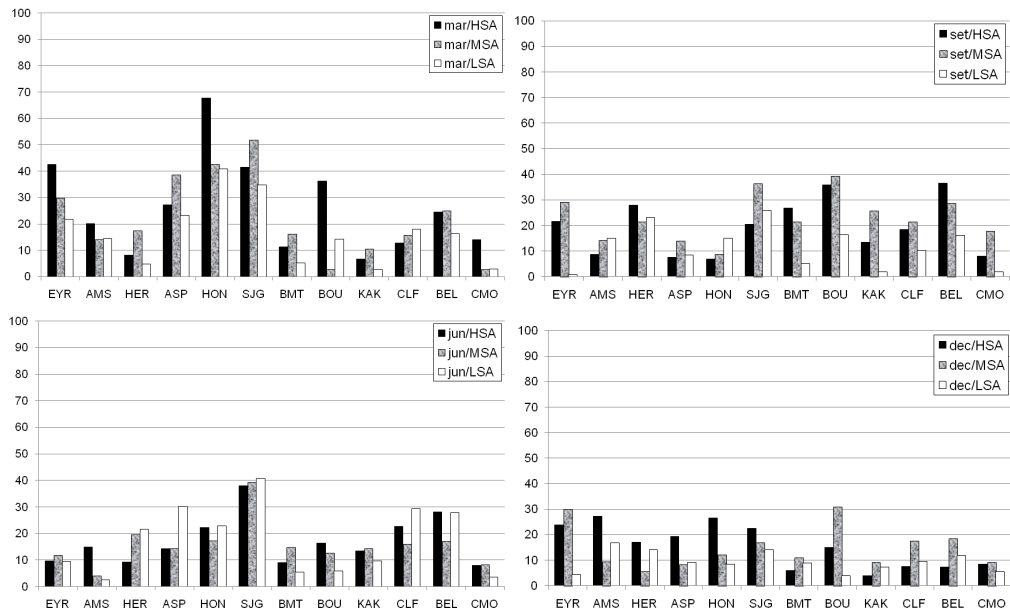 100
90
80
70
60
50
40
30
20
10
0
mar/HSA
mar/MSA
mar/LSA
EYR AMS HER ASP HON SJG BMT BOU KAK CLF BEL CMO
100
90
80
70
60
50
40
30
20
10
0
set/HSA
set/MSA
set/LSA
EYR AMS HER ASP HON SJG BMT BOU KAK CLF BEL CMO
100
90
80
70
60
50
40
30
20
10
0
jun/HSA
jun/MSA
jun/LSA
EYR AMS HER ASP HON SJG BMT BOU KAK CLF BEL CMO
100
90
80
70
60
50
40
30
20
10
0
dec/HSA
dec/MSA
dec/LSA
EYR AMS HER ASP HON SJG BMT BOU KAK CLF BEL CMO